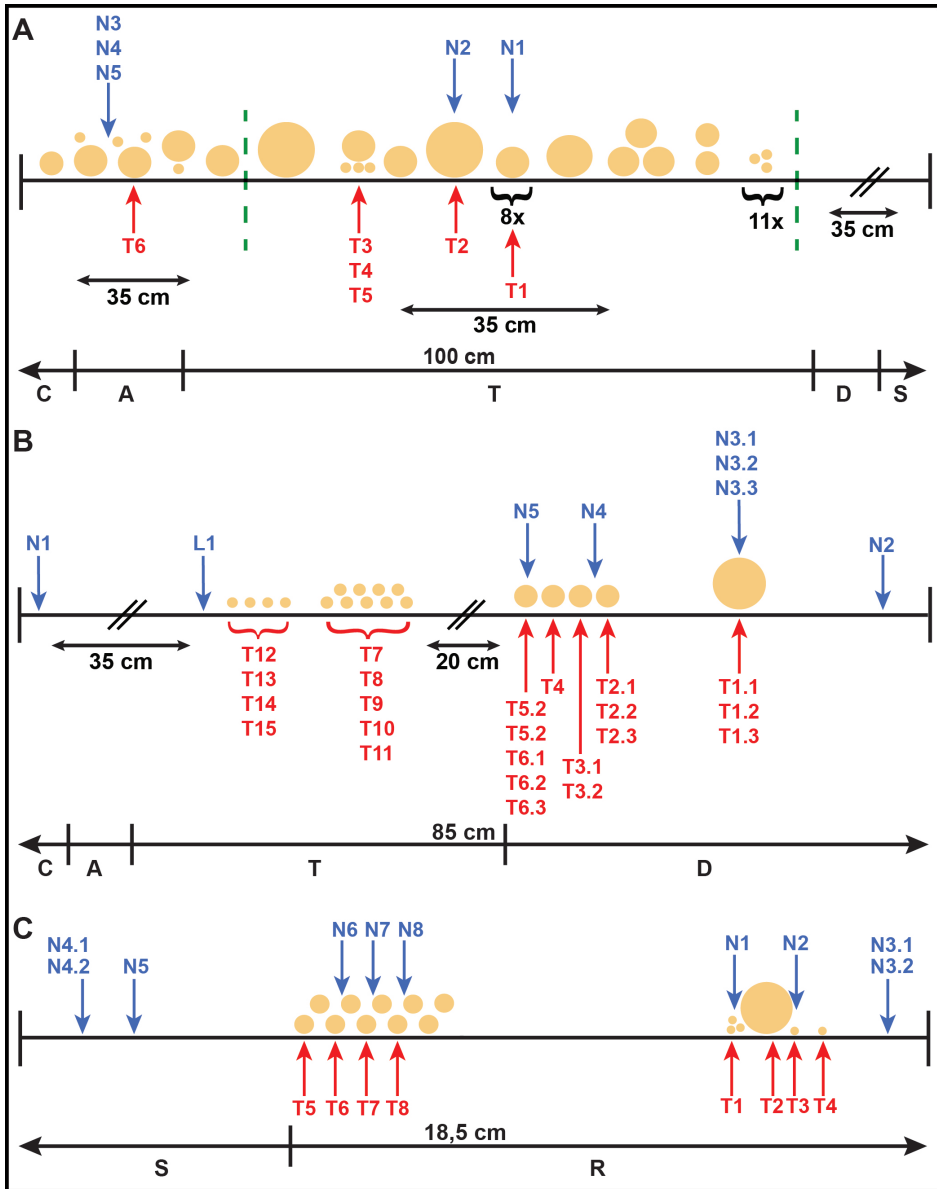 A
N3
N4
N5
N2
N1
8x
11x
35 cm
T6
T3
T4
T5
T2
T1
35 cm
35 cm
100 cm
C
A
T
D
S
B
N3.1
N3.2
N3.3
N1
L1
N5
N4
N2
35 cm
20 cm
T12
T13
T14
T15
T7
T8
T9
T10
T11
T5.2
T5.2
T6.1
T6.2
T6.3
T4
T3.1
T3.2
T2.1
T2.2
T2.3
T1.1
T1.2
T1.3
85 cm
C
A
T
D
C
N4.1
N4.2
N5
N6
N7
N8
N1
N2
N3.1
N3.2
T5
T6
T7
T8
T1
T2
T3
T4
18,5 cm
S
R